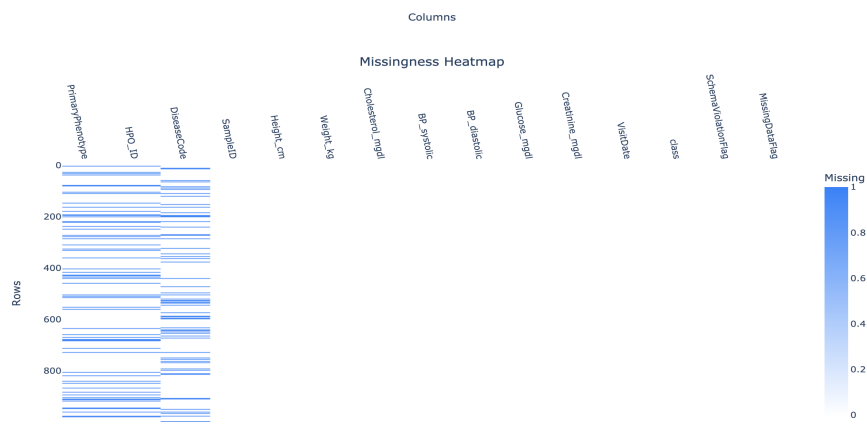 Columns
Missingness Heatmap
PrimaryPhenotype
HPO_ID
DiseaseCode
SampleID
Height_cm
Weight_kg
Cholesterol_mgdl
BP_systolic
BP_diastolic
Glucose_mgdl
Creatinine_mgdl
VisitDate
class
SchemaViolationFlag
MissingDataFlag
0
200
400
600
800
Rows
Missing
1
0.8
0.6
0.4
0.2
0